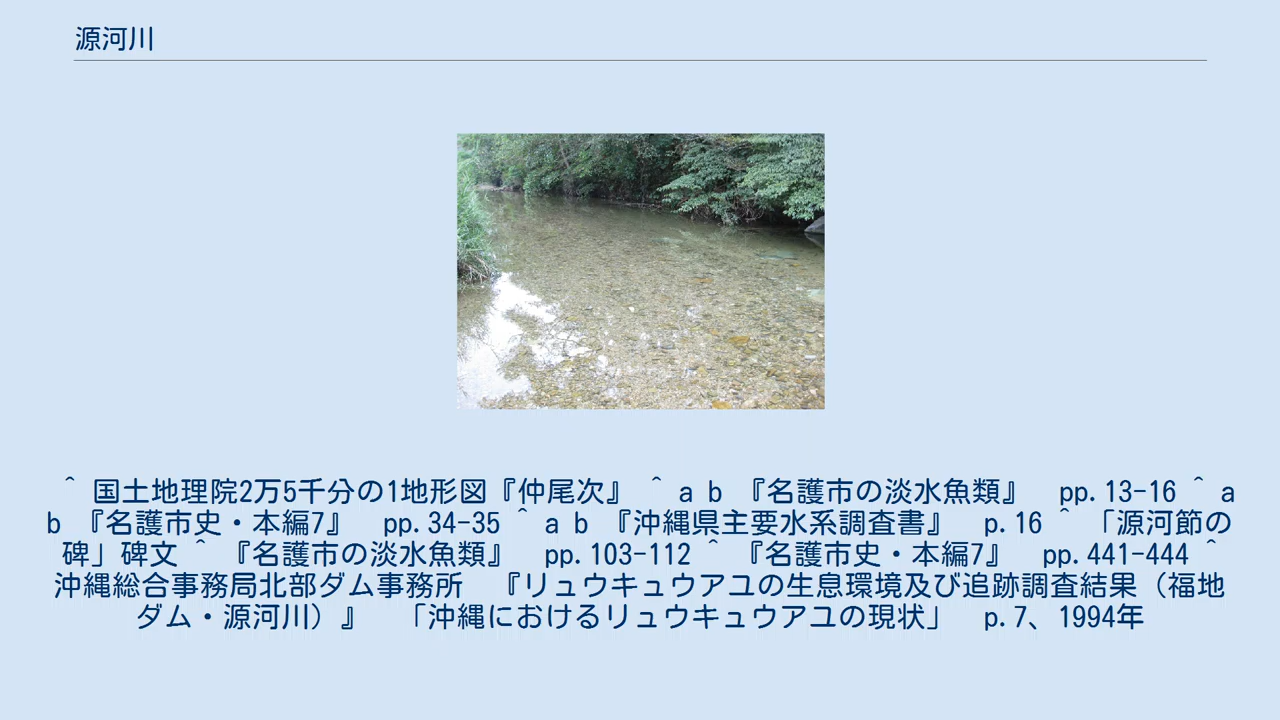 源河川
^ 国土地理院2万5千分の1地形図『仲尾次』 ^ a b 『名護市の淡水魚類』 pp.13-16 ^ a
b 『名護市史・本編7』 pp.34-35 ^ a b 『沖縄県主要水系調査書』 p.16 ^ 「源河節の
碑」碑文 ^ 『名護市の淡水魚類』 pp.103-112 ^ 『名護市史・本編7』 pp.441-444 ^
沖縄総合事務局北部ダム事務所 『リュウキュウアユの生息環境及び追跡調査結果（福地
ダム・源河川）』 「沖縄におけるリュウキュウアユの現状」 p.7、1994年